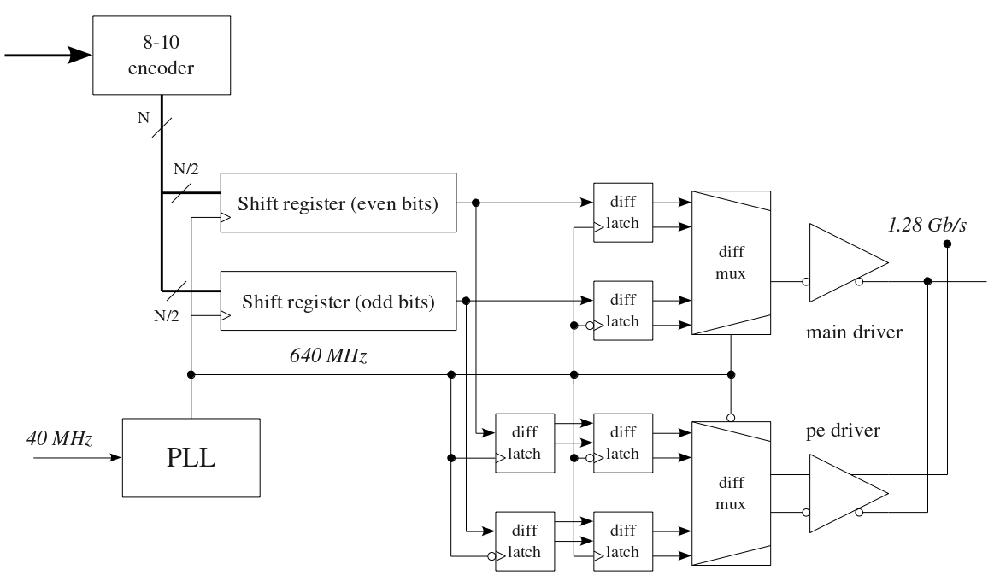 8-10
encoder
N
N/2
Shift register (even bits)
diff
latch
1.28 Gb/s
diff
mux
Shift register (odd bits)
N/2
diff
latch
main driver
640 MHz
40 MHz
PLL
diff
latch
diff
latch
pe driver
diff
mux
diff
latch
diff
latch